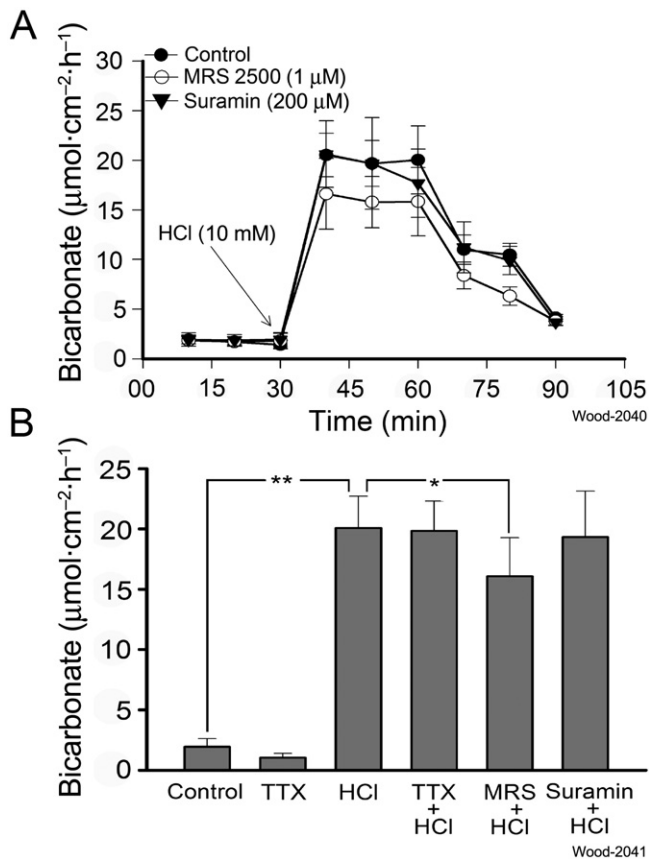 A
Control
MRS 2500 (1 µM)
Suramin (200 µM)
30
25
20
15
10
5
0
HCl (10 mM)
Bicarbonate (µmol·cm–2·h–1)
00 15 30 45 60 75 90 105
Time (min)
Wood-2040
B
25
20
15
10
5
0
** *
Bicarbonate (µmol·cm–2·h–1)
Control TTX HCl TTX + HCl MRS + HCl Suramin + HCl
Wood-2041